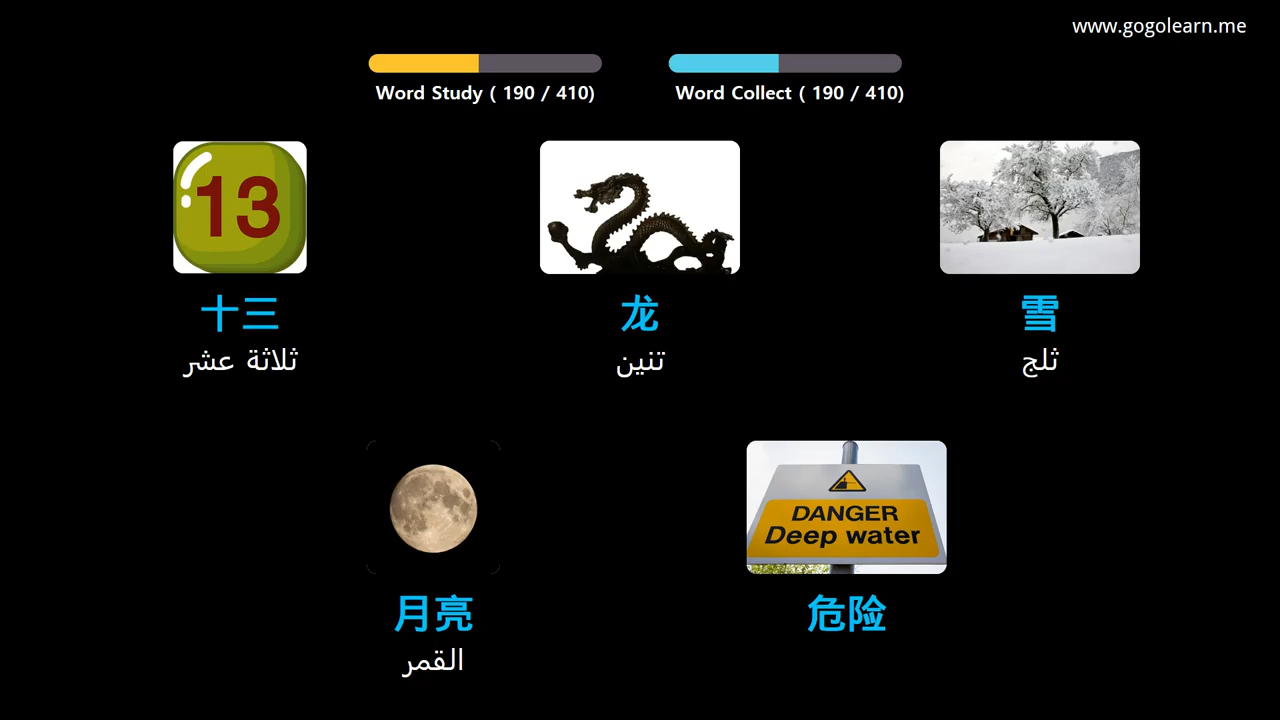 www.gogolearn.me
Word Study ( 190 / 410)
Word Collect ( 190 / 410)
13
十三
ثلاثة عشر
龙
تنين
雪
ثلج
月亮
القمر
DANGER
Deep water
危险